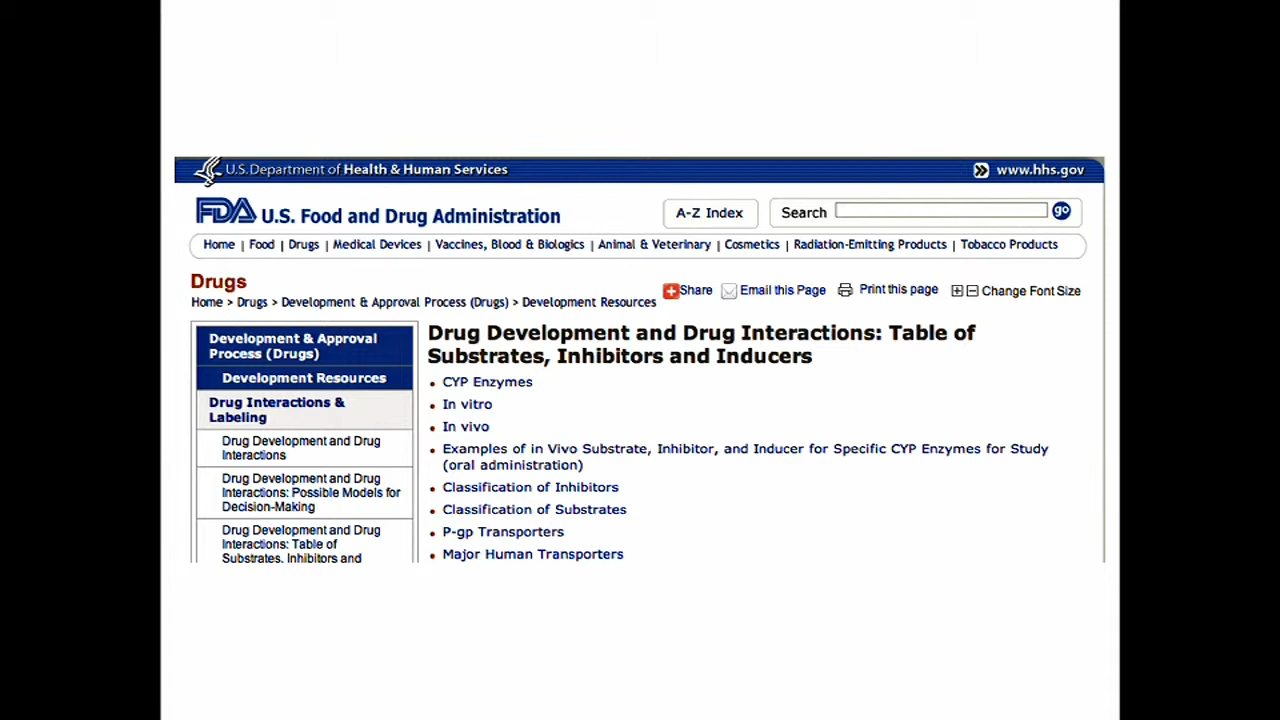 U.S. Department of Health & Human Services
www.hhs.gov
FDA U.S. Food and Drug Administration
A-Z Index
Search
go
Home | Food | Drugs | Medical Devices | Vaccines, Blood & Biologics | Animal & Veterinary | Cosmetics | Radiation-Emitting Products | Tobacco Products
Drugs
Home > Drugs > Development & Approval Process (Drugs) > Development Resources
Share
Email this Page
Print this page
Change Font Size
Development & Approval
Process (Drugs)
Development Resources
Drug Interactions &
Labeling
Drug Development and Drug
Interactions
Drug Development and Drug
Interactions: Possible Models for
Decision-Making
Drug Development and Drug
Interactions: Table of
Substrates, Inhibitors and
Drug Development and Drug Interactions: Table of
Substrates, Inhibitors and Inducers
• CYP Enzymes
• In vitro
• In vivo
• Examples of in Vivo Substrate, Inhibitor, and Inducer for Specific CYP Enzymes for Study
(oral administration)
• Classification of Inhibitors
• Classification of Substrates
• P-gp Transporters
• Major Human Transporters